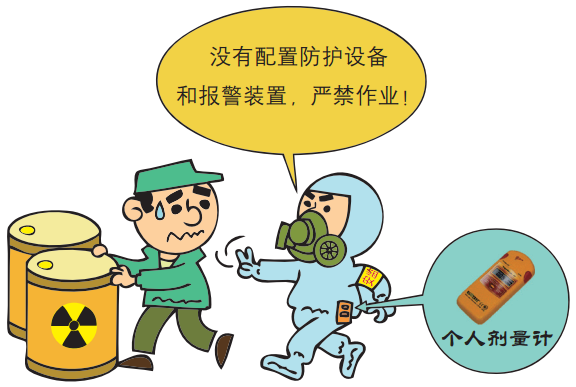 没有配置防护设备
和报警装置，严禁作业！
个人剂量计